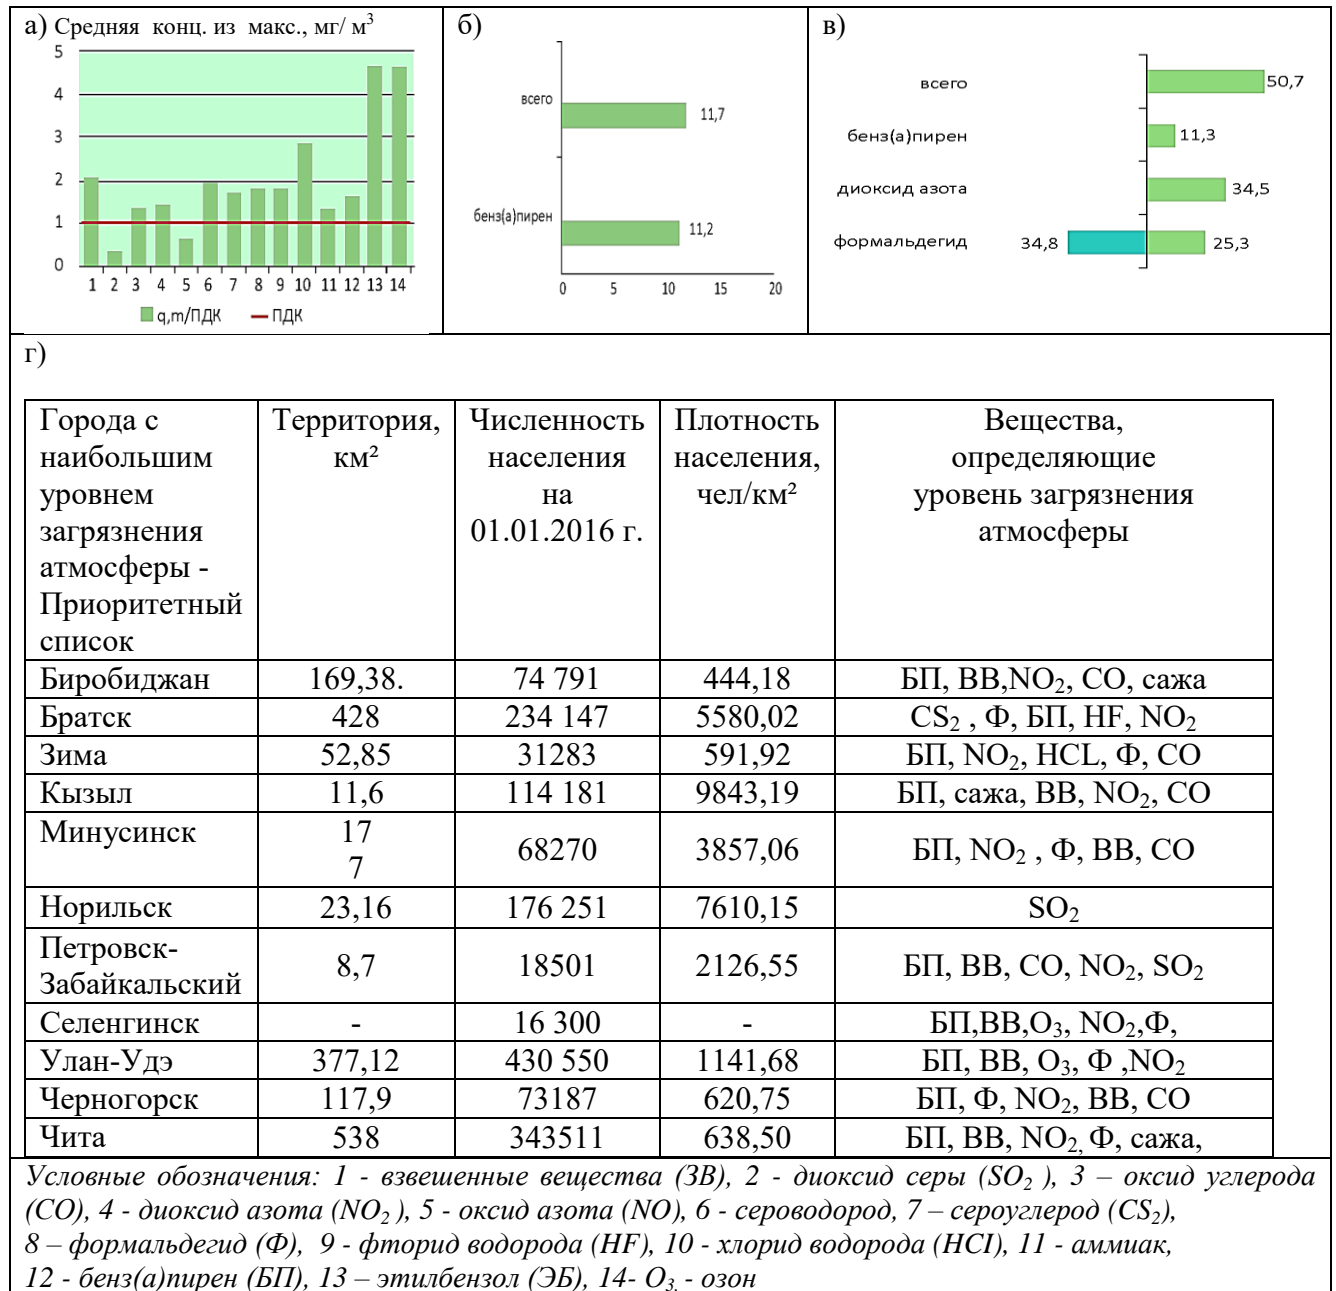 а) Средняя конц. из макс., мг/ м³
5
4
3
2
1
0
1 2 3 4 5 6 7 8 9 10 11 12 13 14
q,m/ПДК ПДК
б)
всего 11,7
бенз(а)пирен 11,2
0 5 10 15 20
в)
всего 50,7
бенз(а)пирен 11,3
диоксид азота 34,5
формальдегид 34,8 25,3
г)
Города с наибольшим уровнем загрязнения атмосферы - Приоритетный список | Территория, км² | Численность населения на 01.01.2016 г. | Плотность населения, чел/км² | Вещества, определяющие уровень загрязнения атмосферы
Биробиджан 169,38. 74 791 444,18 БП, ВВ,NO₂, СО, сажа
Братск 428 234 147 5580,02 CS₂ , Ф, БП, HF, NO₂
Зима 52,85 31283 591,92 БП, NO₂, HCL, Ф, СО
Кызыл 11,6 114 181 9843,19 БП, сажа, ВВ, NO₂, СО
Минусинск 17 7 68270 3857,06 БП, NO₂ , Ф, ВВ, СО
Норильск 23,16 176 251 7610,15 SO₂
Петровск-Забайкальский 8,7 18501 2126,55 БП, ВВ, СО, NO₂, SO₂
Селенгинск - 16 300 - БП,ВВ,О₃, NO₂,Ф,
Улан-Удэ 377,12 430 550 1141,68 БП, ВВ, О₃, Ф ,NO₂
Черногорск 117,9 73187 620,75 БП, Ф, NO₂, ВВ, СО
Чита 538 343511 638,50 БП, ВВ, NO₂, Ф, сажа,
Условные обозначения: 1 - взвешенные вещества (ЗВ), 2 - диоксид серы (SO₂ ), 3 – оксид углерода
(СО), 4 - диоксид азота (NO₂ ), 5 - оксид азота (NO), 6 - сероводород, 7 – сероуглерод (CS₂),
8 – формальдегид (Ф), 9 - фторид водорода (HF), 10 - хлорид водорода (HCI), 11 - аммиак,
12 - бенз(а)пирен (БП), 13 – этилбензол (ЭБ), 14- О₃, - озон